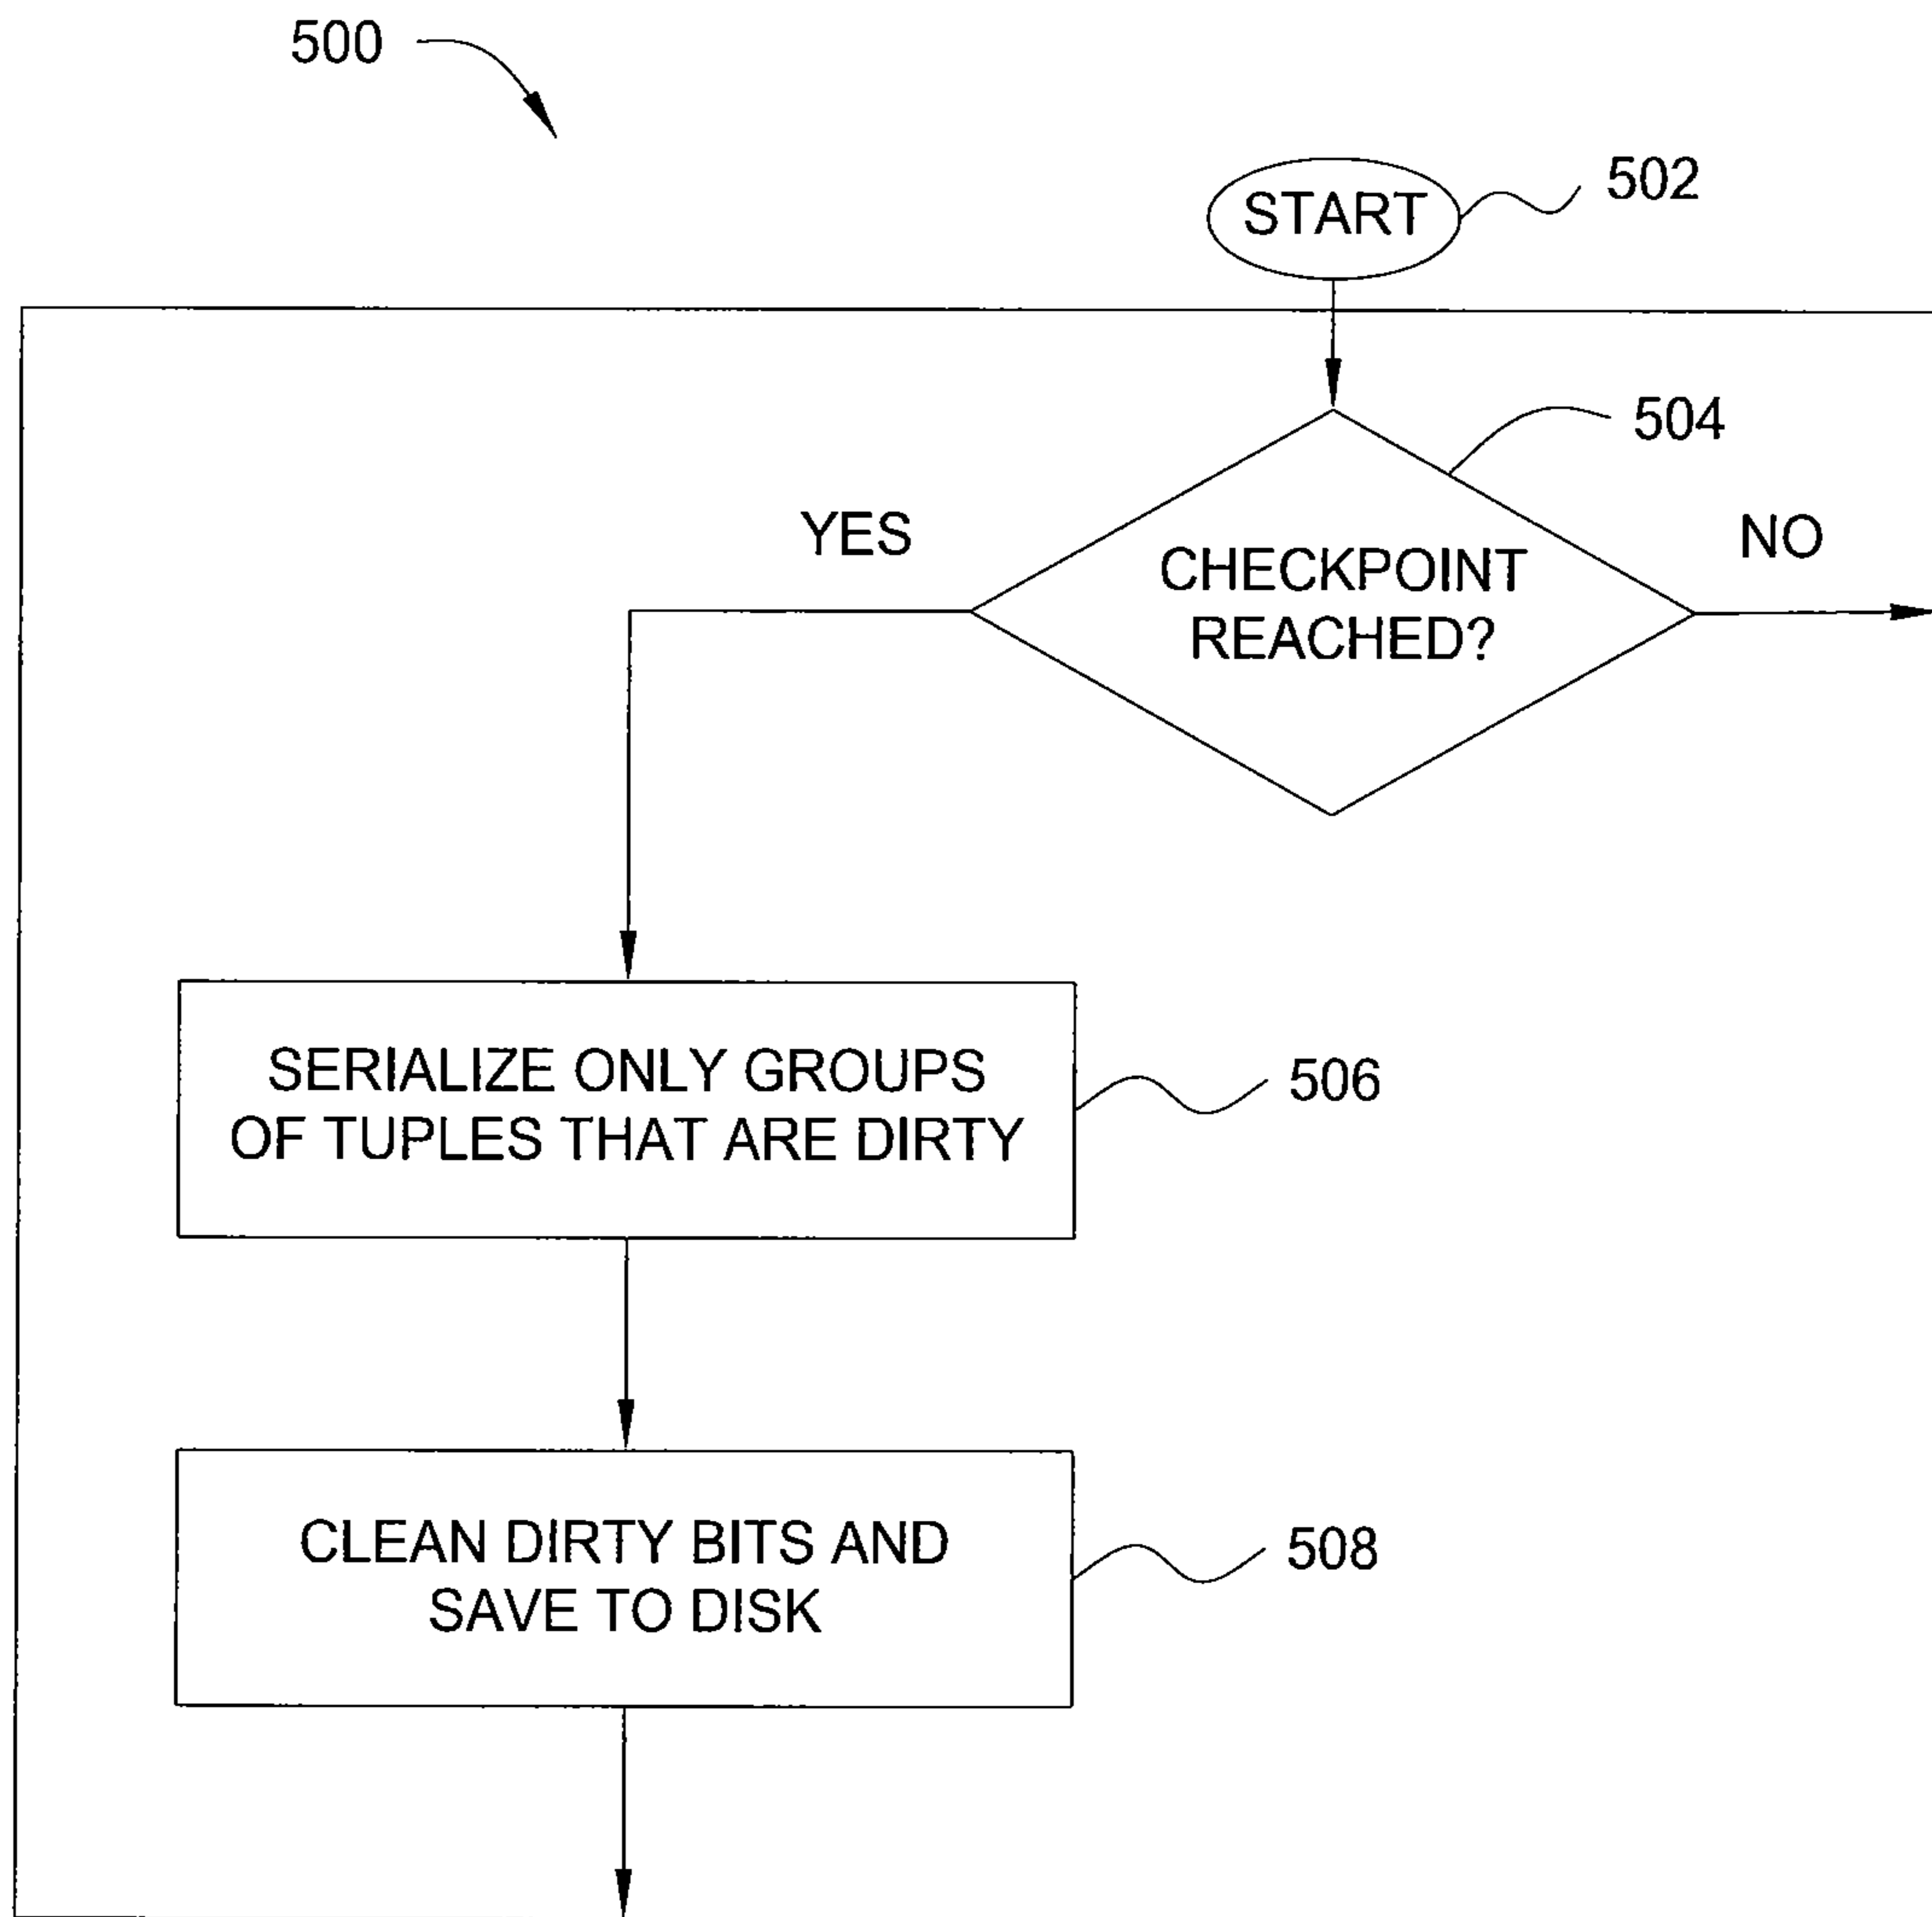 500
START
502
504
YES
NO
CHECKPOINT
REACHED?
SERIALIZE ONLY GROUPS
OF TUPLES THAT ARE DIRTY
506
CLEAN DIRTY BITS AND
SAVE TO DISK
508